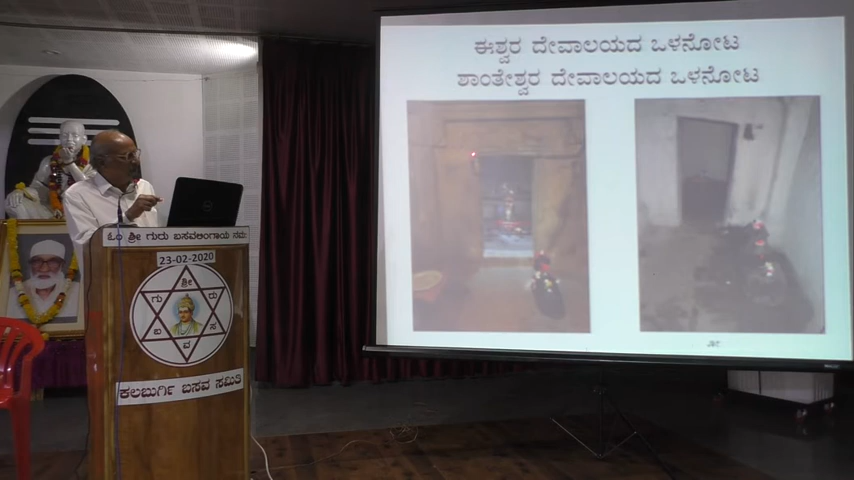 ಈಶ್ವರ ದೇವಾಲಯದ ಒಳನೋಟ
ಶಾಂತೇಶ್ವರ ದೇವಾಲಯದ ಒಳನೋಟ
ಓಂ ಶ್ರೀ ಗುರು ಬಸವಲಿಂಗಾಯ ನಮಃ
23-02-2020
ಶ್ರೀ
ಗು ರು
ಬ ಸ
ವ
ಕಲಬುರ್ಗಿ ಬಸವ ಸಮಿತಿ